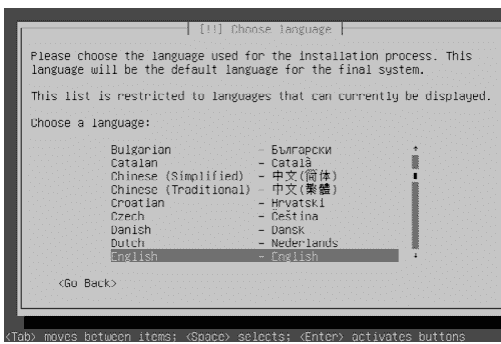 [!!] Choose language
Please choose the language used for the installation process. This
language will be the default language for the final system.
This list is restricted to languages that can currently be displayed.
Choose a language:
Bulgarian - Български
Catalan - Català
Chinese (Simplified) - 中文(简体)
Chinese (Traditional) - 中文(繁體)
Croatian - Hrvatski
Czech - Čeština
Danish - Dansk
Dutch - Nederlands
English - English
<Go Back>
<Tab> moves between items; <Space> selects; <Enter> activates buttons